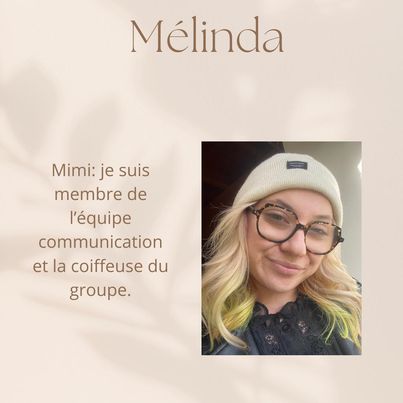 Mélinda
Mimi: je suis
membre de
l’équipe
communication
et la coiffeuse du
groupe.